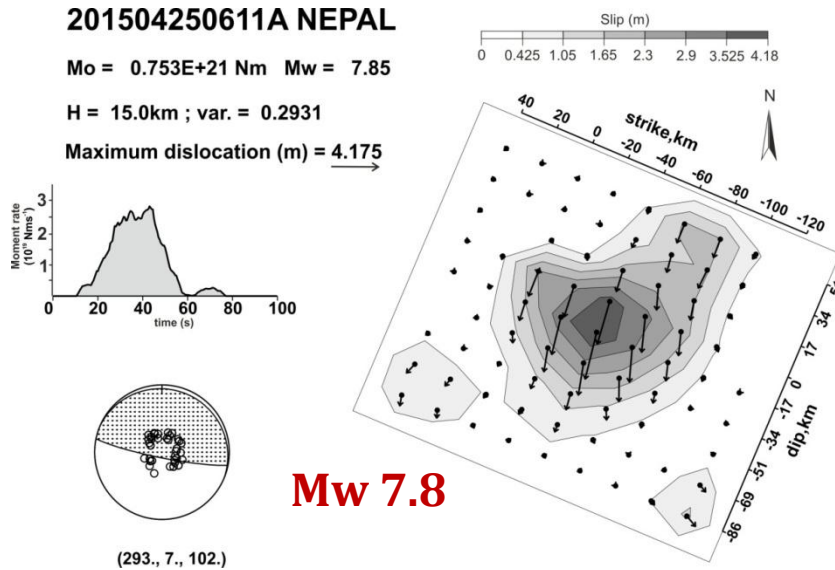 201504250611A NEPAL
Mo = 0.753E+21 Nm Mw = 7.85
H = 15.0km ; var. = 0.2931
Maximum dislocation (m) = 4.175
Slip (m)
0 0.425 1.05 1.65 2.3 2.9 3.525 4.18
N
strike,km
40 20 0 -20 -40 -60 -80 -100 -120
Moment rate
(10¹⁹ Nms⁻¹)
3
2
1
0 20 40 60 80 100
time (s)
34
17
0
-17
-34
-51
-69
-86
dip,km
Mw 7.8
(293., 7., 102.)